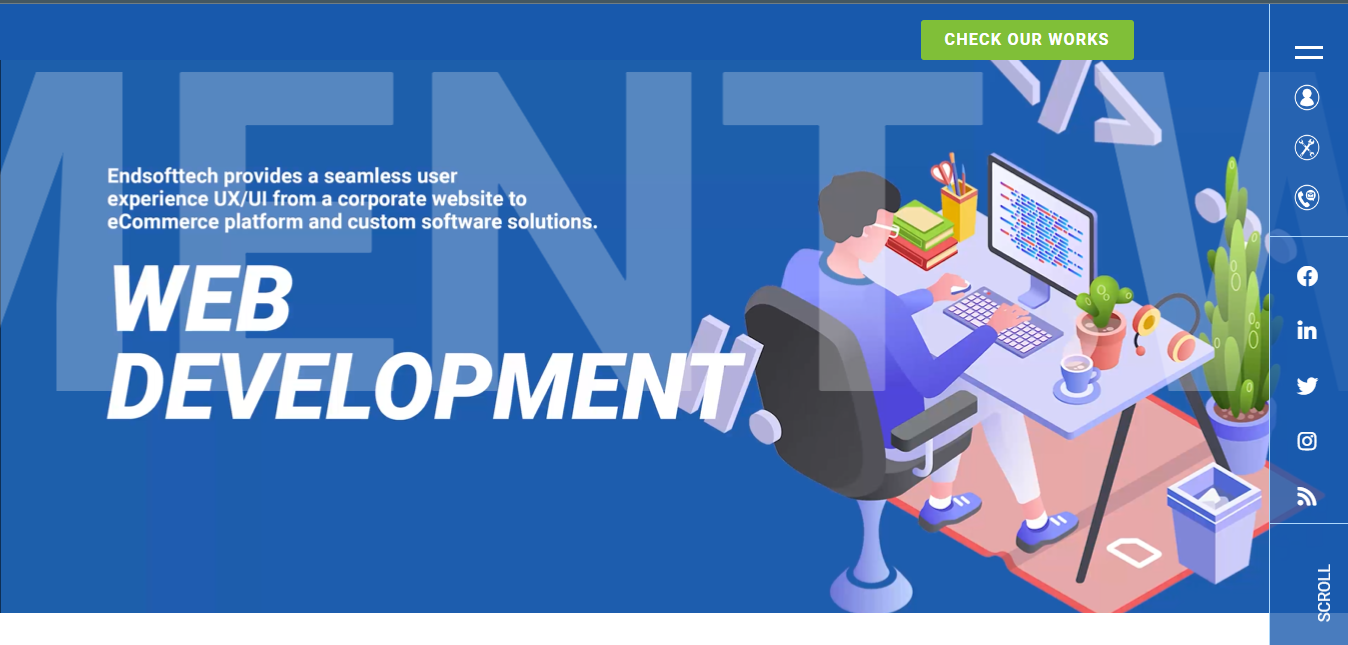 CHECK OUR WORKS
MENT W
Endsofttech provides a seamless user
experience UX/UI from a corporate website to
eCommerce platform and custom software solutions.
WEB
DEVELOPMENT
SCROLL